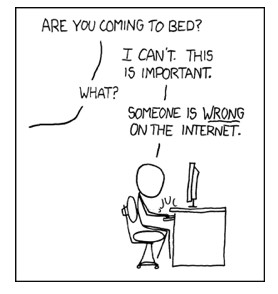 ARE YOU COMING TO BED?
I CAN'T. THIS
IS IMPORTANT.
WHAT?
SOMEONE IS WRONG
ON THE INTERNET.